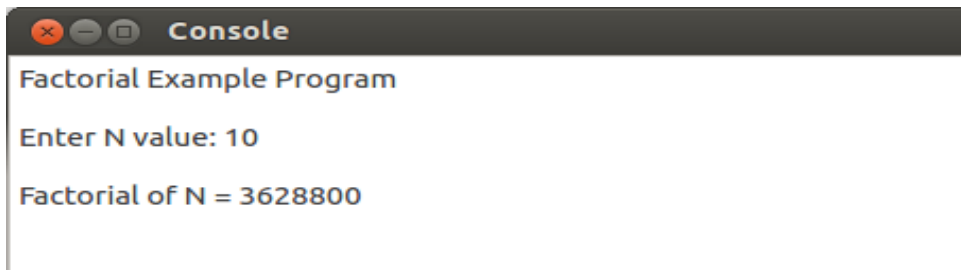 Console
Factorial Example Program
Enter N value: 10
Factorial of N = 3628800